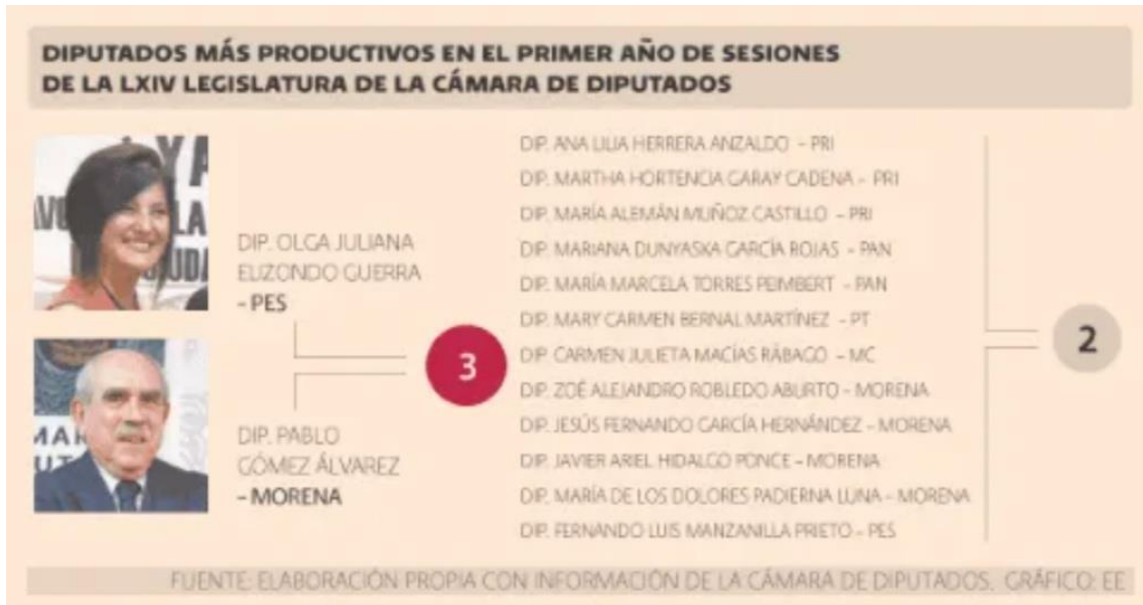 DIPUTADOS MÁS PRODUCTIVOS EN EL PRIMER AÑO DE SESIONES
DE LA LXIV LEGISLATURA DE LA CÁMARA DE DIPUTADOS
DIP. OLGA JULIANA
ELIZONDO GUERRA
- PES
DIP. PABLO
GÓMEZ ÁLVAREZ
- MORENA
3
DIP. ANA LILIA HERRERA ANZALDO - PRI
DIP. MARTHA HORTENCIA GARAY CADENA - PRI
DIP. MARÍA ALEMÁN MUÑOZ CASTILLO - PRI
DIP. MARIANA DUNYASKA GARCÍA ROJAS - PAN
DIP. MARÍA MARCELA TORRES PEIMBERT - PAN
DIP. MARY CARMEN BERNAL MARTÍNEZ - PT
DIP. CARMEN JULIETA MACÍAS RÁBAGO - MC
DIP. ZOÉ ALEJANDRO ROBLEDO ABURTO - MORENA
DIP. JESÚS FERNANDO GARCÍA HERNÁNDEZ - MORENA
DIP. JAVIER ARIEL HIDALGO PONCE - MORENA
DIP. MARÍA DE LOS DOLORES PADIERNA LUNA - MORENA
DIP. FERNANDO LUIS MANZANILLA PRIETO - PES
2
FUENTE: ELABORACIÓN PROPIA CON INFORMACIÓN DE LA CÁMARA DE DIPUTADOS. GRÁFICO: EE